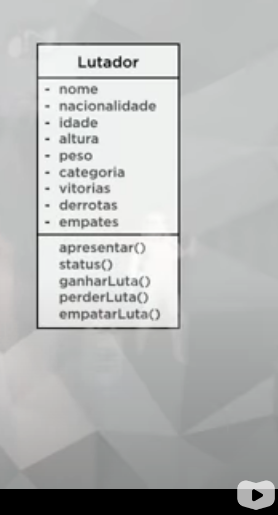 Lutador
- nome
- nacionalidade
- idade
- altura
- peso
- categoria
- vitorias
- derrotas
- empates
apresentar()
status()
ganharLuta()
perderLuta()
empatarLuta()